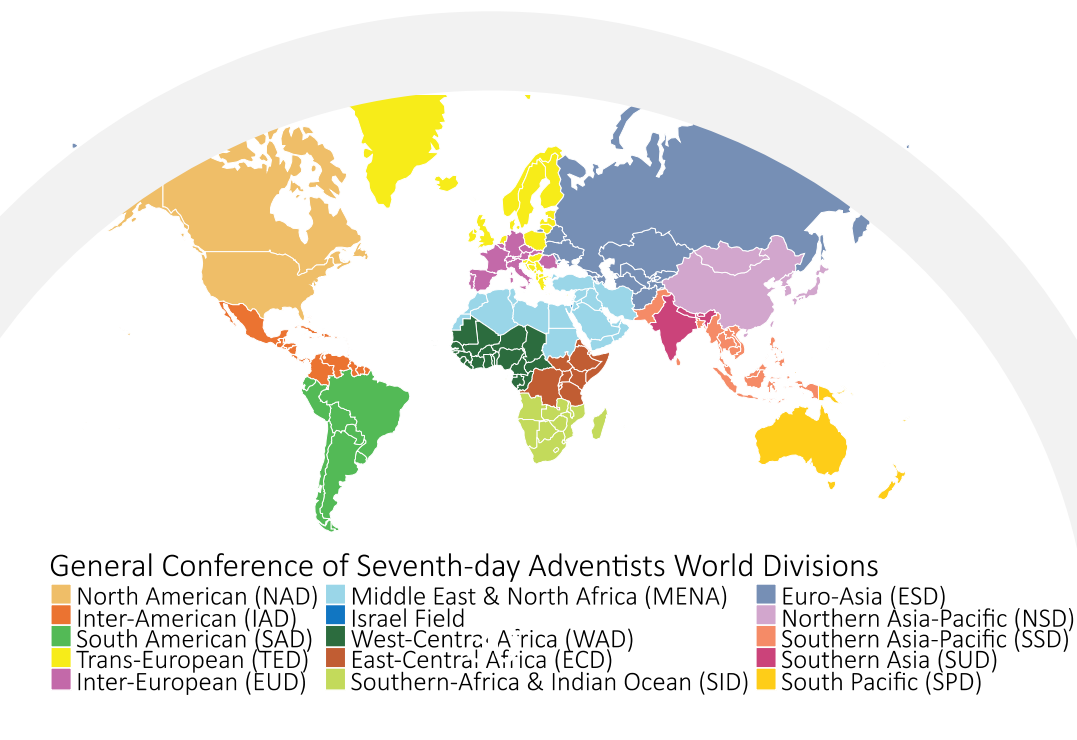 General Conference of Seventh-day Adventists World Divisions
North American (NAD)
Inter-American (IAD)
South American (SAD)
Trans-European (TED)
Inter-European (EUD)
Middle East & North Africa (MENA)
Israel Field
West-Central Africa (WAD)
East-Central Africa (ECD)
Southern-Africa & Indian Ocean (SID)
Euro-Asia (ESD)
Northern Asia-Pacific (NSD)
Southern Asia-Pacific (SSD)
Southern Asia (SUD)
South Pacific (SPD)